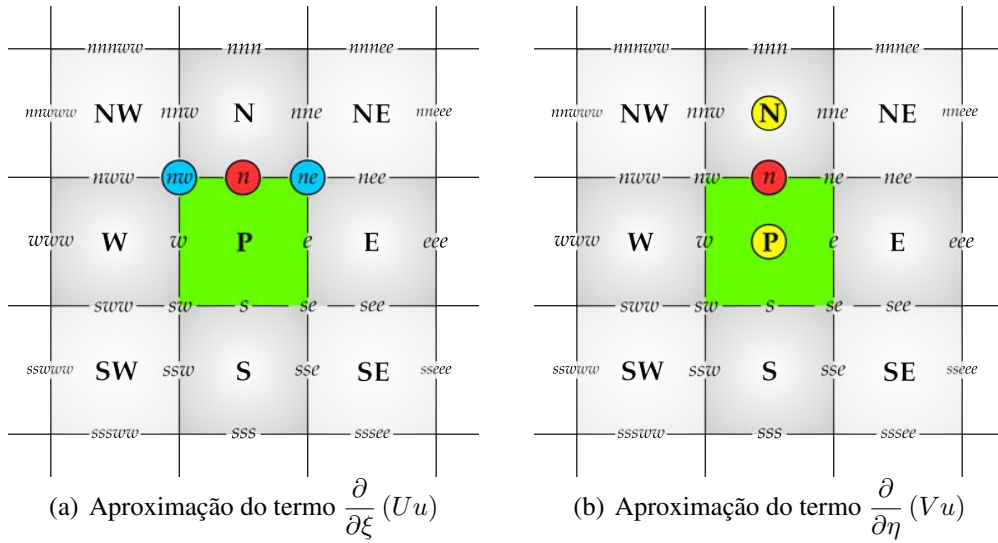 nnnww nnn nnnee
nnwww NW nnw N nne NE nneee
nww nw n ne nee
www W w P e E eee
sww sw s se see
sswww SW ssw S sse SE sseee
sssww sss sssee
(a) Aproximação do termo ∂/∂ξ (Uu)
nnnww nnn nnnee
nnwww NW nnw N nne NE nneee
nww nw n ne nee
www W w P e E eee
sww sw s se see
sswww SW ssw S sse SE sseee
sssww sss sssee
(b) Aproximação do termo ∂/∂η (Vu)